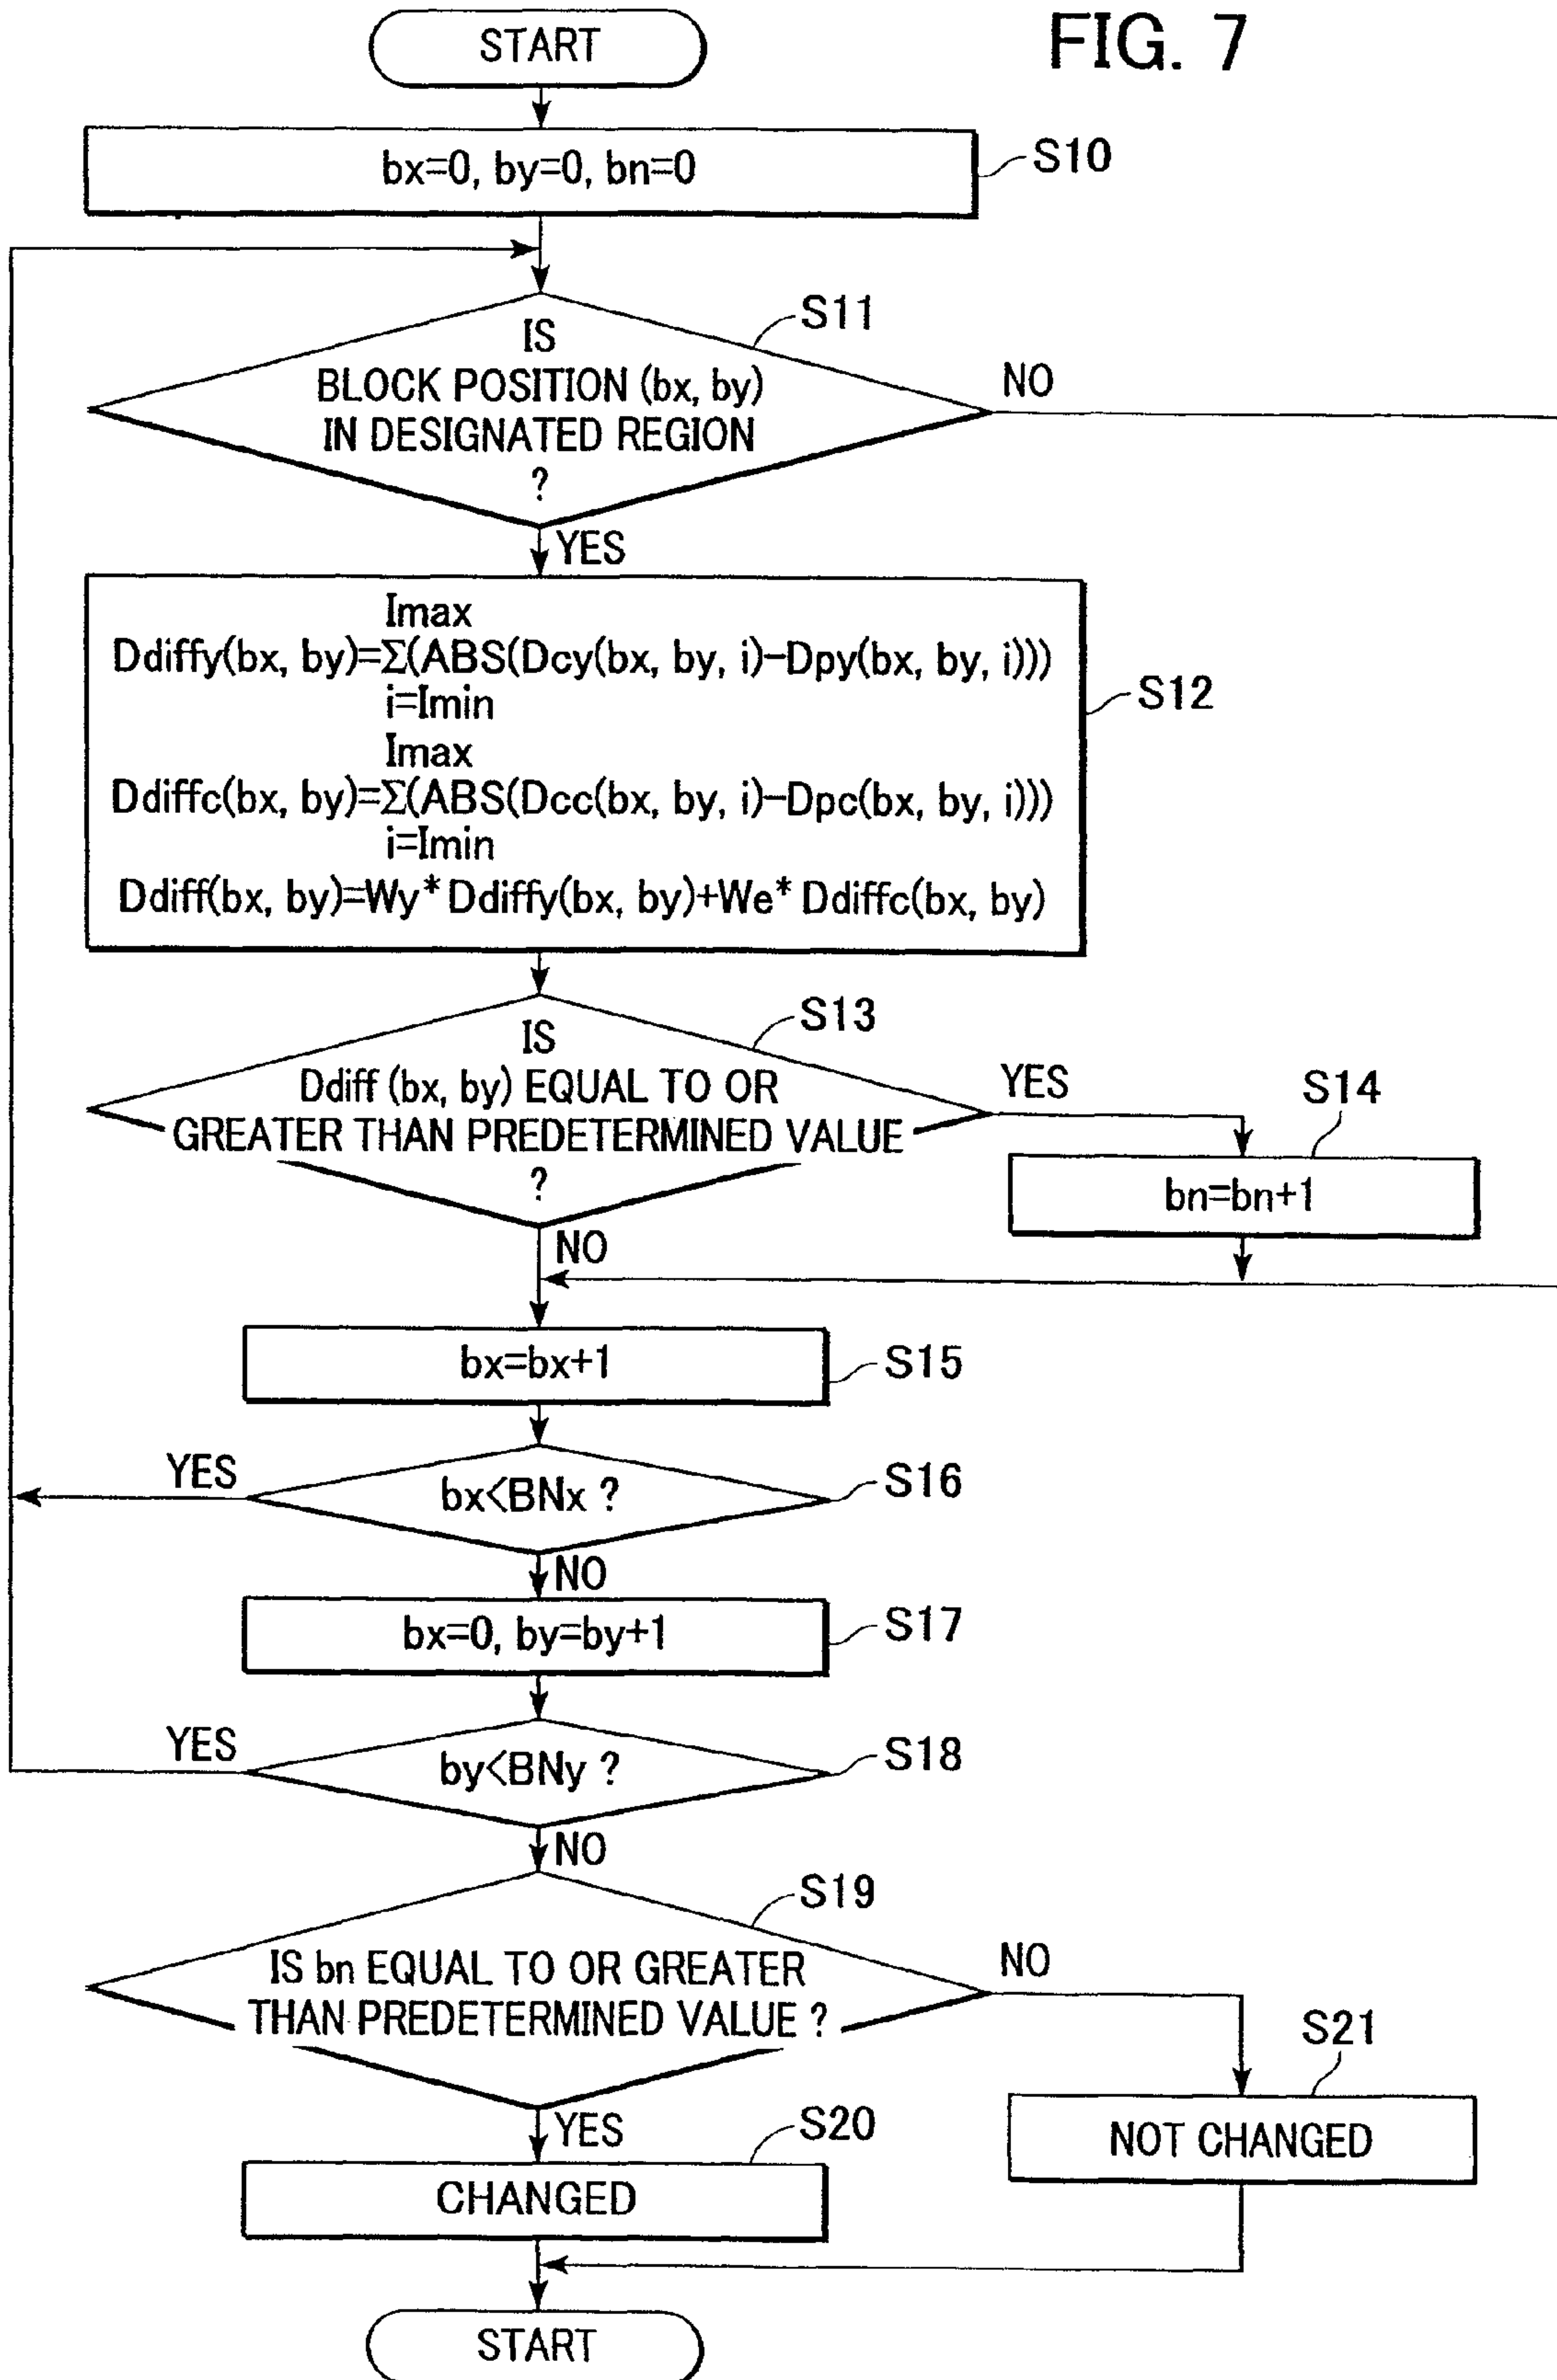 FIG. 7
START
bx=0, by=0, bn=0
S10
S11
IS
BLOCK POSITION (bx, by)
IN DESIGNATED REGION
?
NO
YES
Imax
Ddiffy(bx, by)=Σ(ABS(Dcy(bx, by, i)-Dpy(bx, by, i)))
i=Imin
Imax
Ddiffc(bx, by)=Σ(ABS(Dcc(bx, by, i)-Dpc(bx, by, i)))
i=Imin
Ddiff(bx, by)=Wy* Ddiffy(bx, by)+We* Ddiffc(bx, by)
S12
S13
IS
Ddiff (bx, by) EQUAL TO OR
GREATER THAN PREDETERMINED VALUE
?
YES
S14
bn=bn+1
NO
bx=bx+1
S15
YES
bx<BNx ?
S16
NO
bx=0, by=by+1
S17
YES
by<BNy ?
S18
NO
S19
IS bn EQUAL TO OR GREATER
THAN PREDETERMINED VALUE ?
NO
S21
NOT CHANGED
YES
S20
CHANGED
START